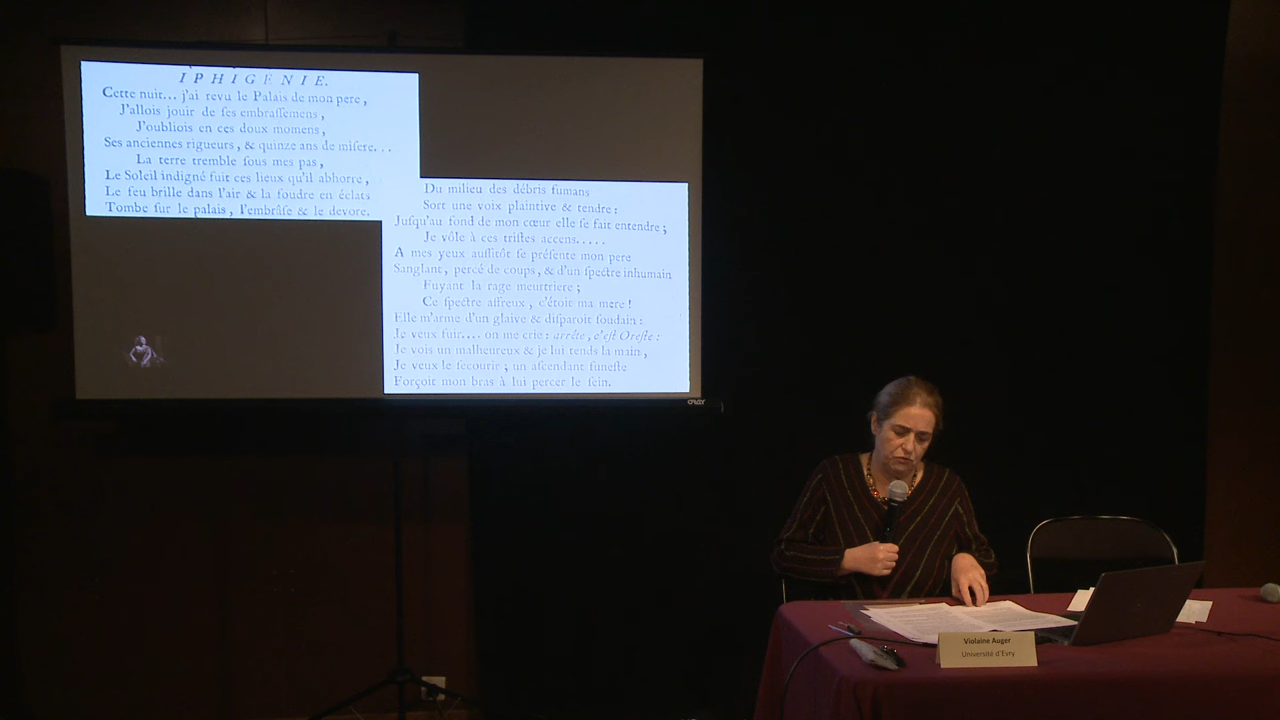 IPHIGENIE.
Cette nuit... j'ai revu le Palais de mon pere,
J'allois jouir de ſes embraſſemens,
J'oubliois en ces doux momens,
Ses anciennes rigueurs, & quinze ans de miſere...
La terre tremble ſous mes pas,
Le Soleil indigné fuit ces lieux qu'il abhorre,
Le feu brille dans l'air & la foudre en éclats
Tombe ſur le palais, l'embrâſe & le devore.
Du milieu des débris fumans
Sort une voix plaintive & tendre:
Juſqu'au fond de mon cœur elle ſe fait entendre;
Je vôle à ces triſtes accens.....
A mes yeux auſſitôt ſe préſente mon pere
Sanglant, percé de coups, & d'un ſpectre inhumain
Fuyant la rage meurtriere;
Ce ſpectre affreux, c'étoit ma mere!
Elle m'arme d'un glaive & diſparoit ſoudain:
Je veux fuir.... on me crie: arrête, c'eſt Oreſte:
Je vois un malheureux & je lui tends la main,
Je veux le ſecourir; un aſcendant funeſte
Forçoit mon bras à lui percer le ſein.
ORAY
Violaine Auger
Université d'Evry